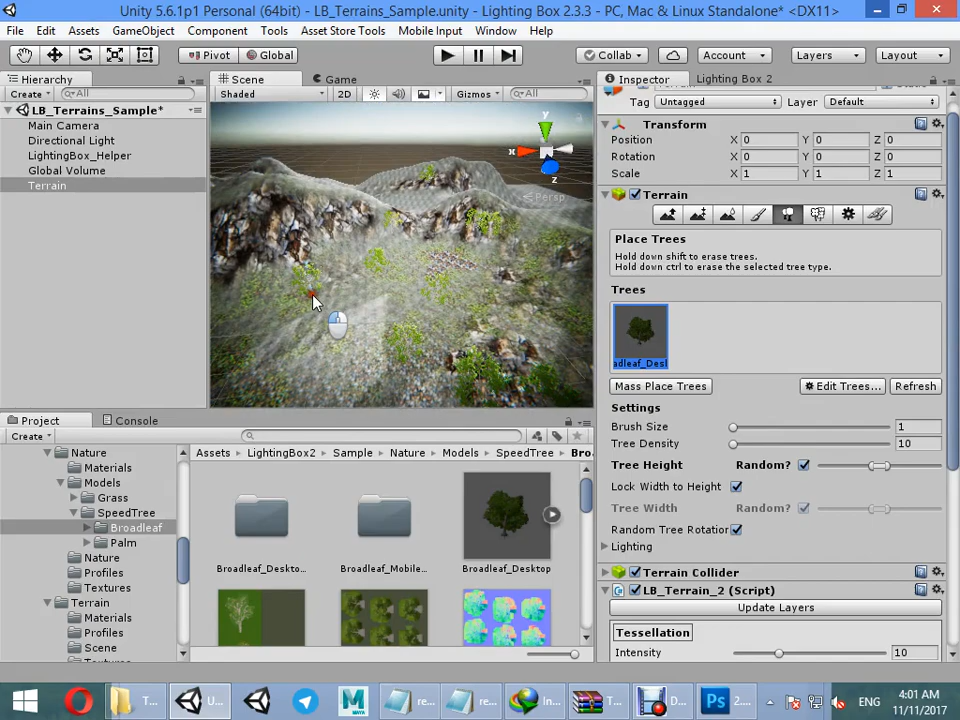 Unity 5.6.1p1 Personal (64bit) - LB_Terrains_Sample.unity - Lighting Box 2.3.3 - PC, Mac & Linux Standalone* <DX11>
File Edit Assets GameObject Component Tools Asset Store Tools Mobile Input Window Help
Pivot Global Collab Account Layers Layout
Hierarchy
Create All
LB_Terrains_Sample*
Main Camera
Directional Light
LightingBox_Helper
Global Volume
Terrain
Scene Game
Shaded 2D Gizmos All
y
x
z
Persp
Inspector Lighting Box 2
Tag Untagged Layer Default
Transform
Position X 0 Y 0 Z 0
Rotation X 0 Y 0 Z 0
Scale X 1 Y 1 Z 1
Terrain
Place Trees
Hold down shift to erase trees.
Hold down ctrl to erase the selected tree type.
Trees
adleaf_Desl
Mass Place Trees Edit Trees... Refresh
Settings
Brush Size 1
Tree Density 10
Tree Height Random?
Lock Width to Height
Tree Width Random?
Random Tree Rotation
Lighting
Terrain Collider
LB_Terrain_2 (Script)
Update Layers
Tessellation
Intensity 10
Project Console
Create
Nature
Materials
Models
Grass
SpeedTree
Broadleaf
Palm
Nature
Profiles
Textures
Terrain
Materials
Profiles
Scene
Assets LightingBox2 Sample Nature Models SpeedTree Bro
Broadleaf_Deskto... Broadleaf_Mobile... Broadleaf_Desktop
T... U... re... re... In... R... D... 2...
ENG
4:01 AM
11/11/2017